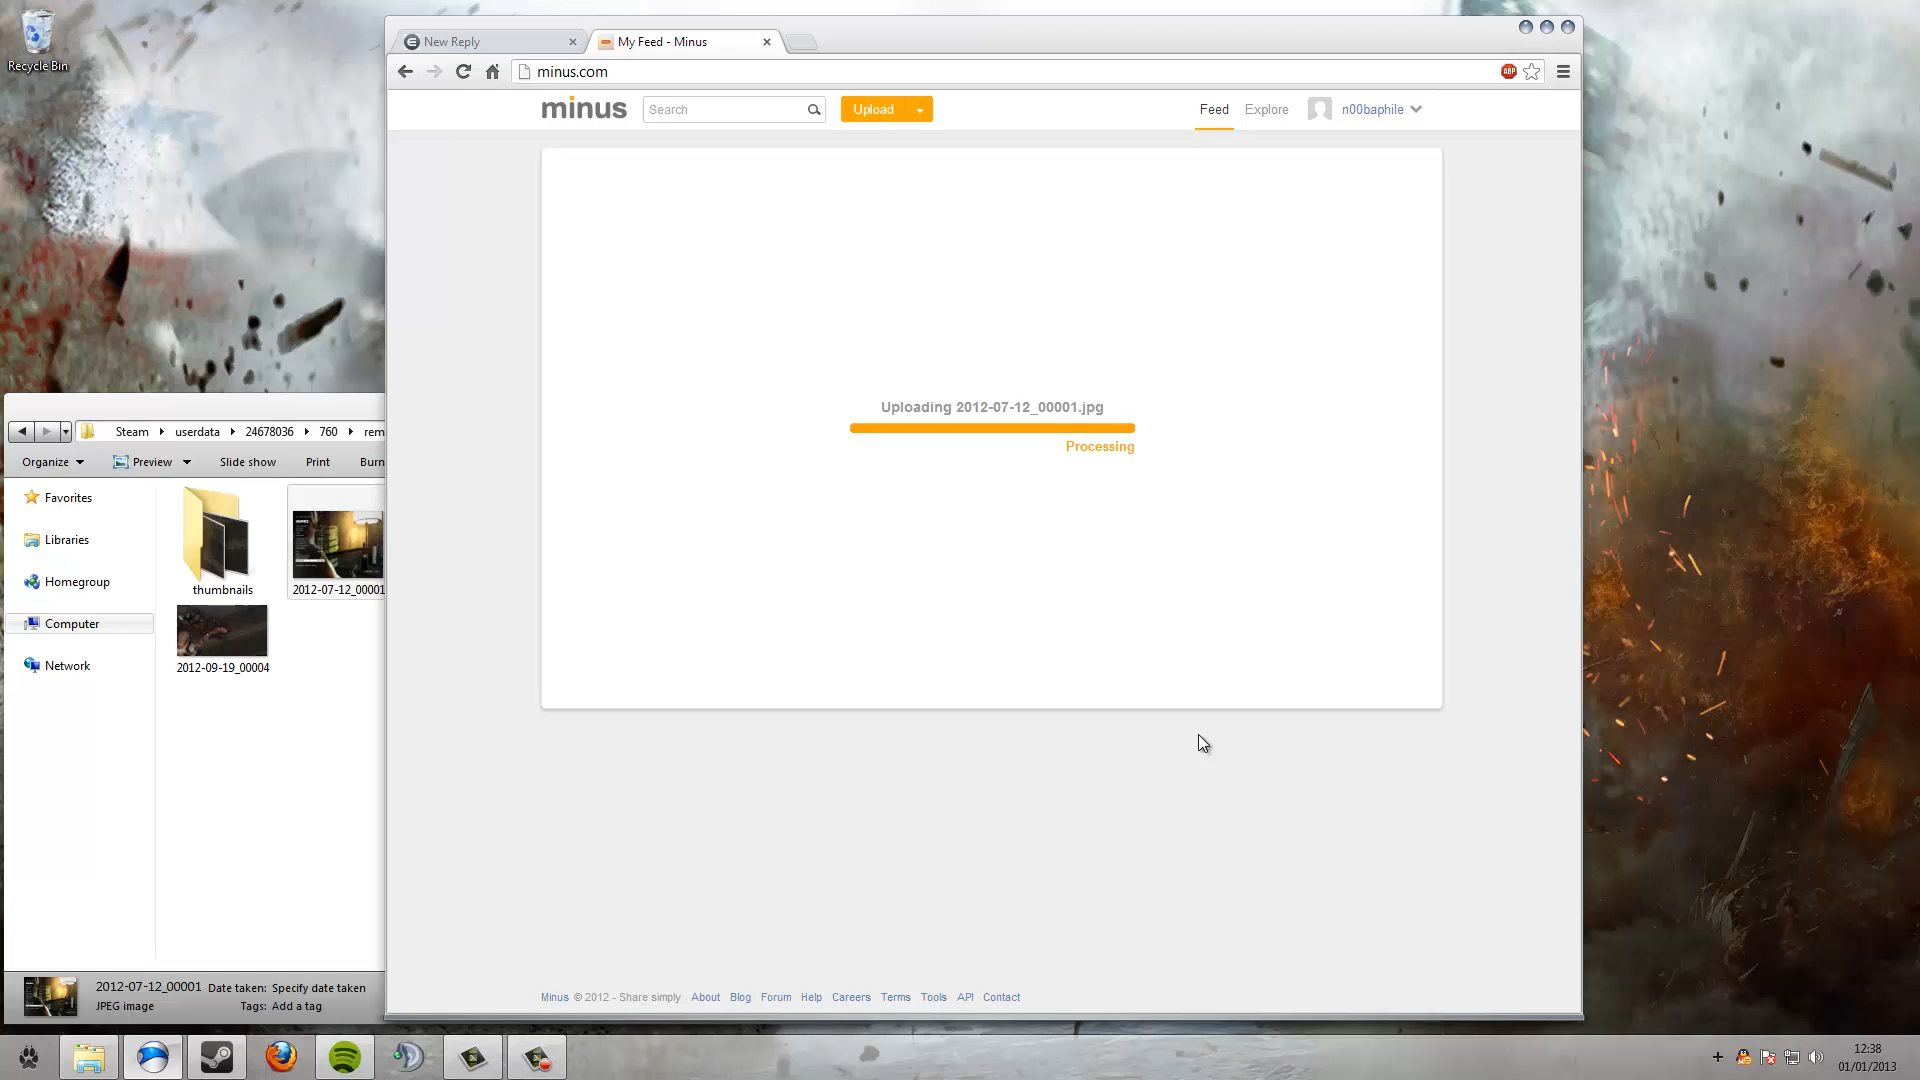 Recycle Bin
New Reply
My Feed - Minus
minus.com
ABP
minus
Search
Upload
Feed
Explore
n00baphile
Uploading 2012-07-12_00001.jpg
Processing
Minus © 2012 - Share simply About Blog Forum Help Careers Terms Tools API Contact
Steam userdata 24678036 760 rem
Organize Preview Slide show Print Burn
Favorites
Libraries
Homegroup
Computer
Network
thumbnails
2012-07-12_00001
2012-09-19_00004
2012-07-12_00001 Date taken: Specify date taken
JPEG image Tags: Add a tag
12:38
01/01/2013